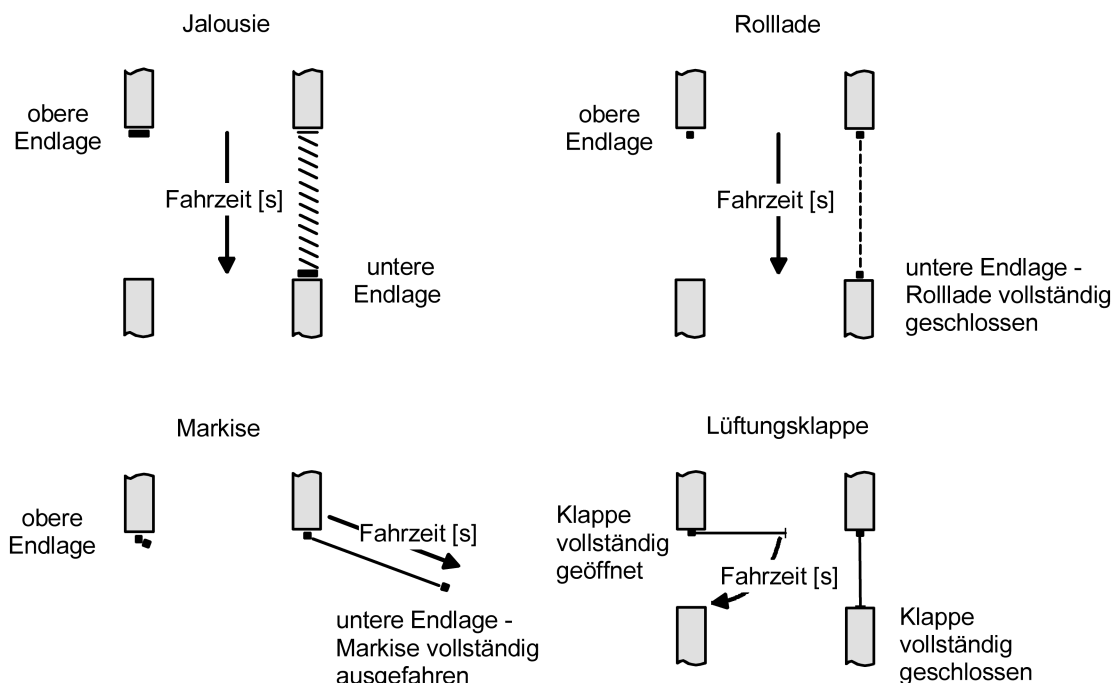 Jalousie
obere
Endlage
Fahrzeit [s]
untere
Endlage
Rolllade
obere
Endlage
Fahrzeit [s]
untere Endlage -
Rolllade vollständig
geschlossen
Markise
obere
Endlage
Fahrzeit [s]
untere Endlage -
Markise vollständig
ausgefahren
Lüftungsklappe
Klappe
vollständig
geöffnet
Fahrzeit [s]
Klappe
vollständig
geschlossen